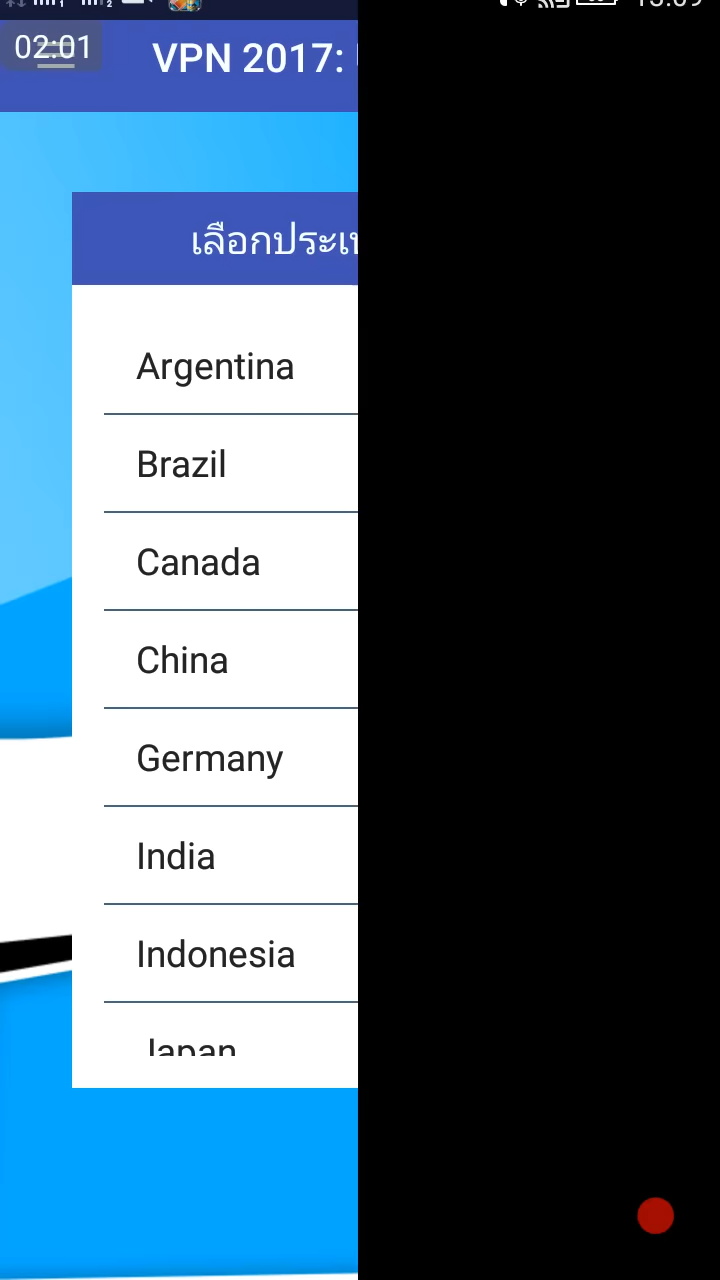 02:01
VPN 2017:
เลือกประเ
Argentina
Brazil
Canada
China
Germany
India
Indonesia
Japan